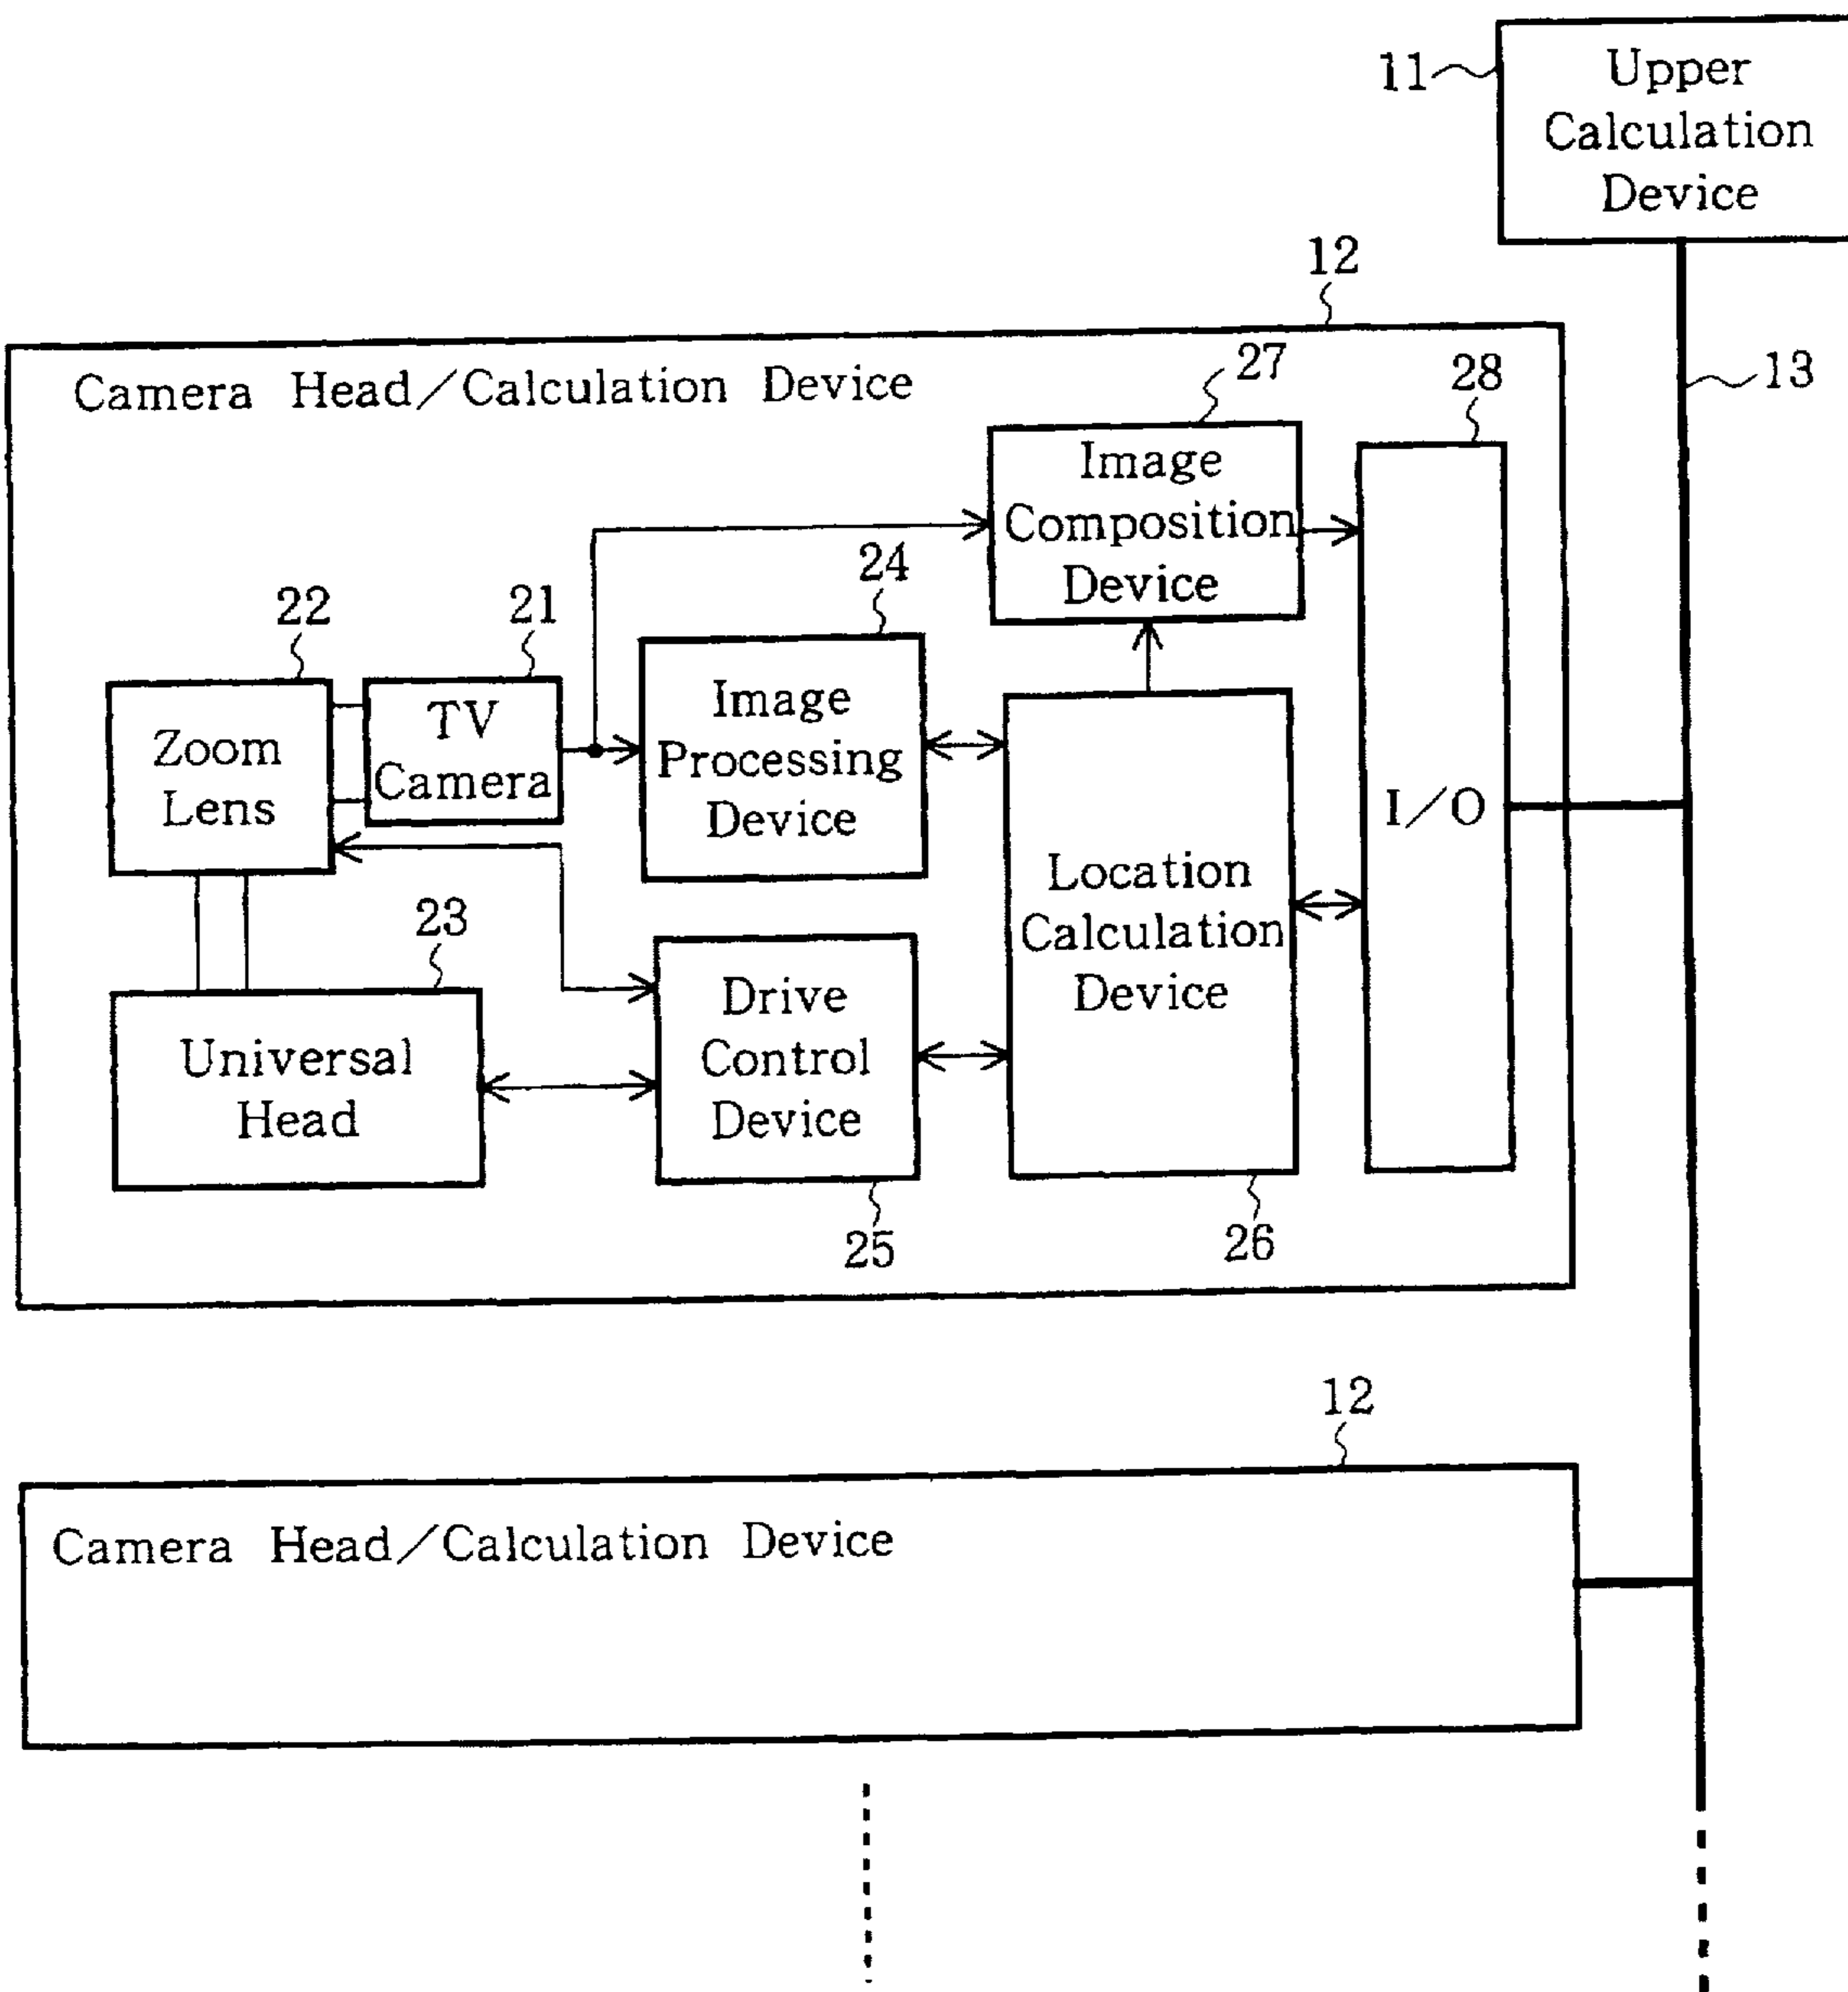 11
Upper
Calculation
Device
12
13
Camera Head/Calculation Device
27
28
Image
Composition
Device
24
22
21
Zoom
Lens
TV
Camera
Image
Processing
Device
I/O
Location
Calculation
Device
23
Universal
Head
Drive
Control
Device
25
26
12
Camera Head/Calculation Device